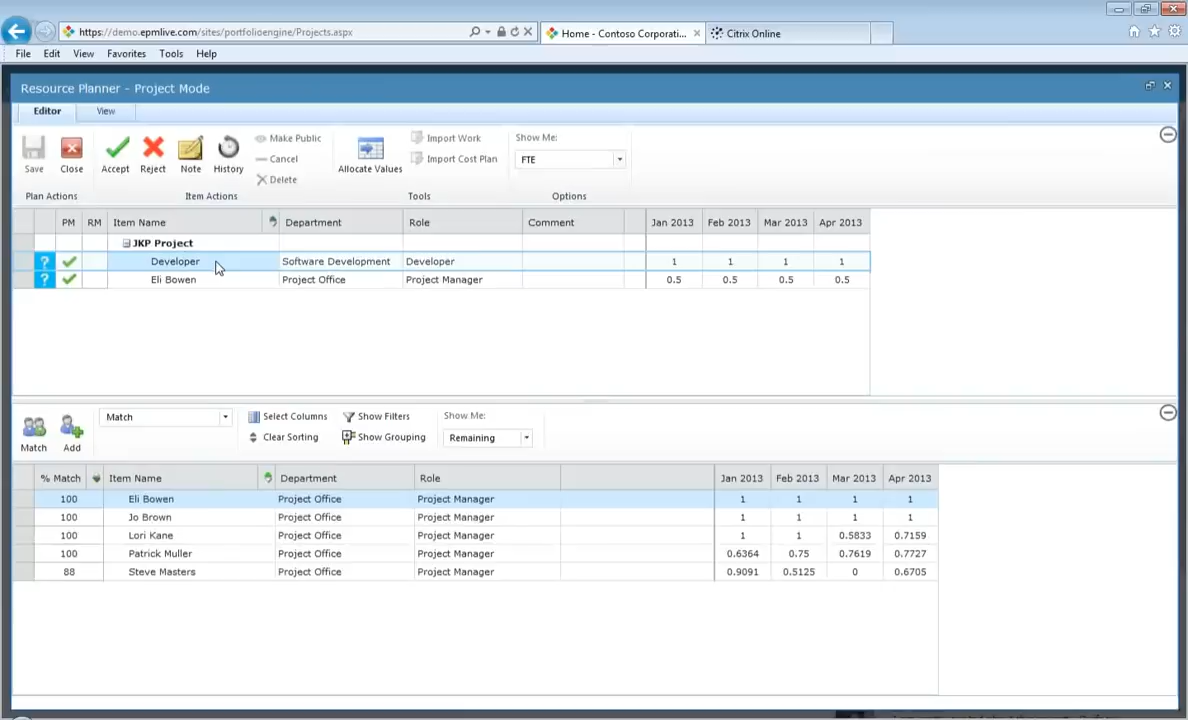 https://demo.epmlive.com/sites/portfolioengine/Projects.aspx
Home - Contoso Corporati...
Citrix Online
File Edit View Favorites Tools Help
Resource Planner - Project Mode
Editor View
Save Close Accept Reject Note History Make Public Cancel Delete Allocate Values Import Work Import Cost Plan Show Me: FTE
Plan Actions Item Actions Tools Options
PM RM Item Name Department Role Comment Jan 2013 Feb 2013 Mar 2013 Apr 2013
JKP Project
? Developer Software Development Developer 1 1 1 1
? Eli Bowen Project Office Project Manager 0.5 0.5 0.5 0.5
Match Add Match Select Columns Clear Sorting Show Filters Show Grouping Show Me: Remaining
% Match Item Name Department Role Jan 2013 Feb 2013 Mar 2013 Apr 2013
100 Eli Bowen Project Office Project Manager 1 1 1 1
100 Jo Brown Project Office Project Manager 1 1 1 1
100 Lori Kane Project Office Project Manager 1 1 0.5833 0.7159
100 Patrick Muller Project Office Project Manager 0.6364 0.75 0.7619 0.7727
88 Steve Masters Project Office Project Manager 0.9091 0.5125 0 0.6705